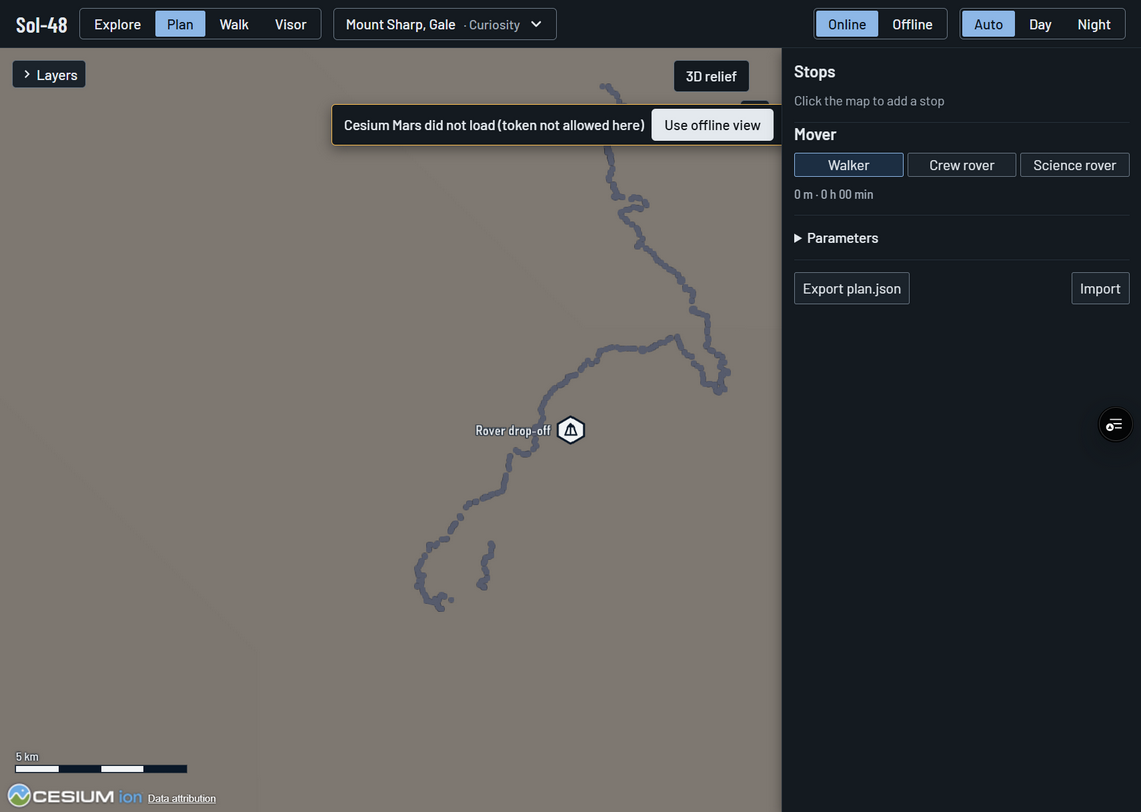 Sol-48
Explore Plan Walk Visor
Mount Sharp, Gale · Curiosity
Online Offline
Auto Day Night
Layers
3D relief
Cesium Mars did not load (token not allowed here) Use offline view
Rover drop-off
5 km
CESIUM ion Data attribution
Stops
Click the map to add a stop
Mover
Walker Crew rover Science rover
0 m · 0 h 00 min
Parameters
Export plan.json Import